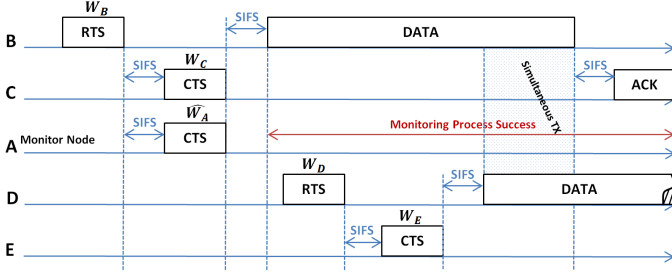 W_B
SIFS
B
RTS
DATA
W_C
SIFS
SIFS
C
CTS
ACK
Simultaneous TX
Ŵ_A
SIFS
Monitoring Process Success
A Monitor Node
CTS
W_D
SIFS
D
RTS
DATA
W_E
SIFS
E
CTS